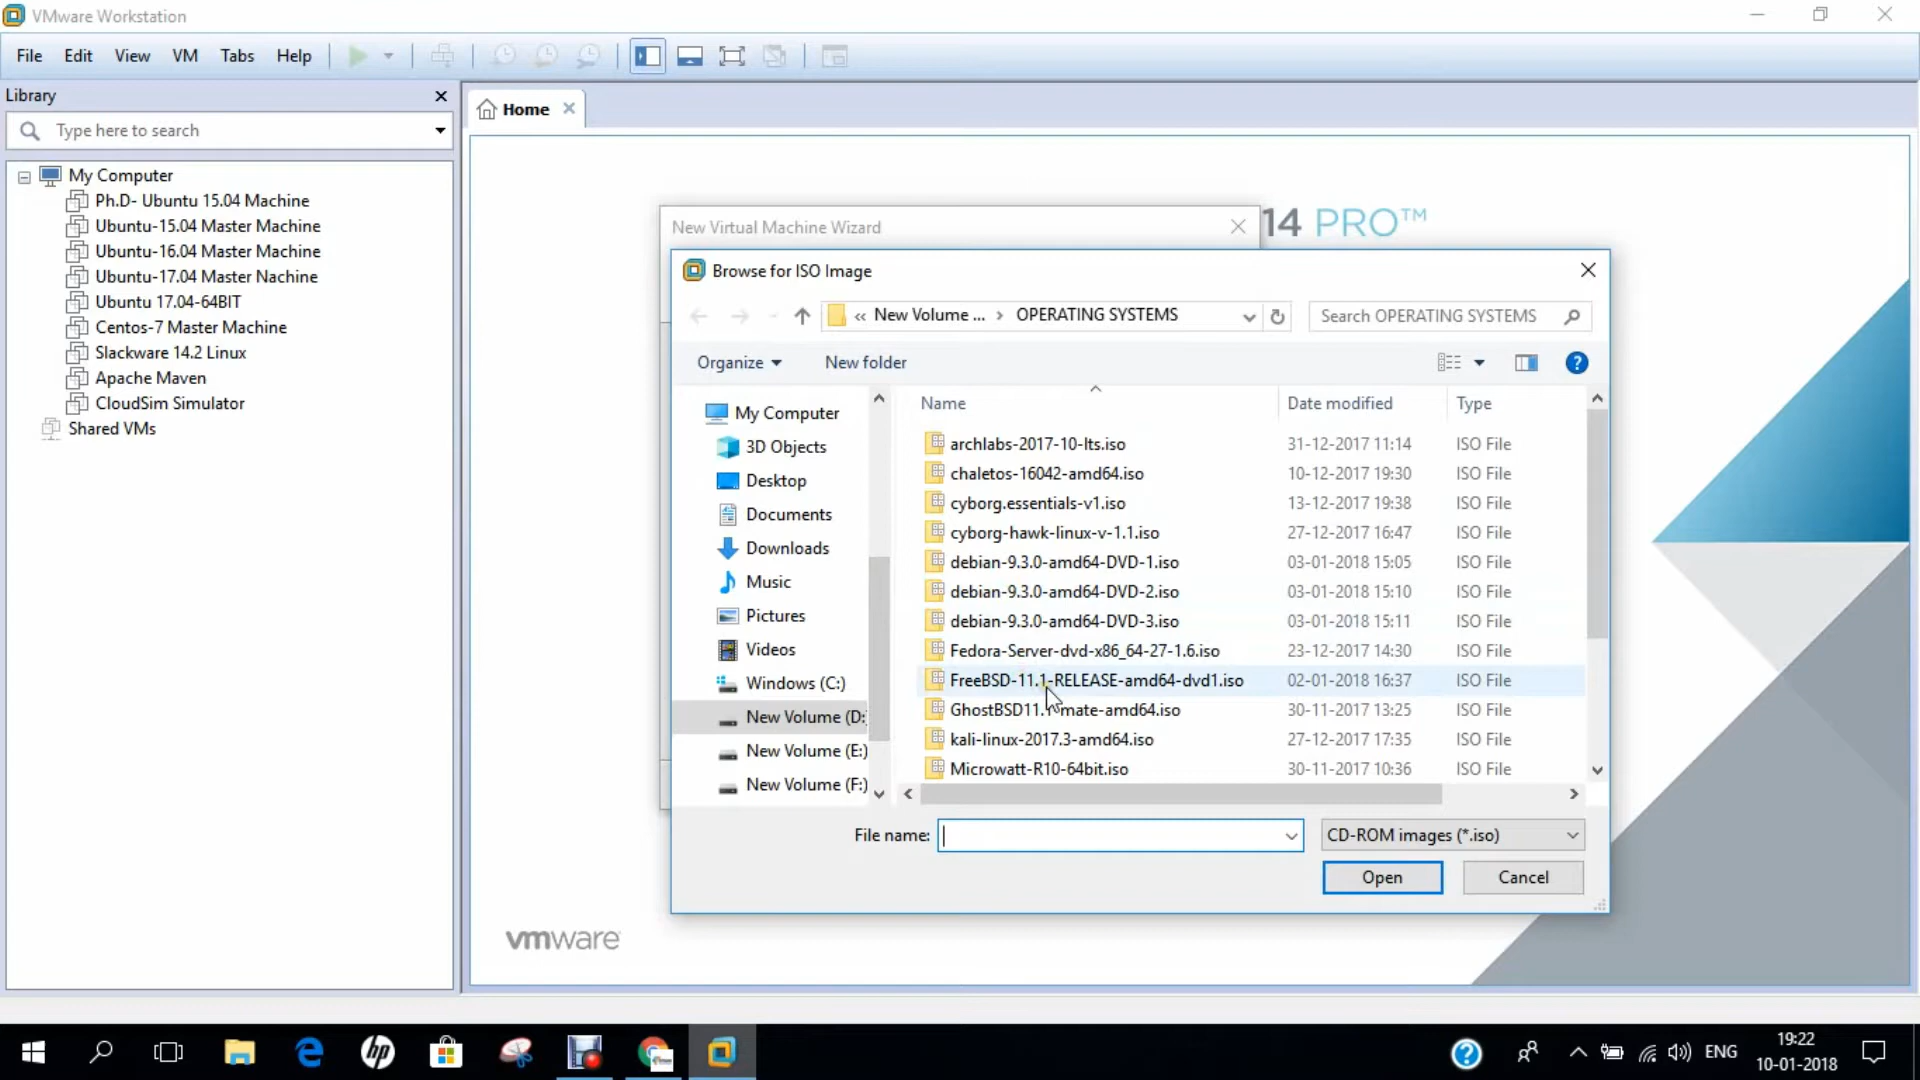 VMware Workstation
File Edit View VM Tabs Help
Library
Type here to search
Home
My Computer
Ph.D- Ubuntu 15.04 Machine
Ubuntu-15.04 Master Machine
Ubuntu-16.04 Master Machine
Ubuntu-17.04 Master Nachine
Ubuntu 17.04-64BIT
Centos-7 Master Machine
Slackware 14.2 Linux
Apache Maven
CloudSim Simulator
Shared VMs
14 PRO™
New Virtual Machine Wizard
Browse for ISO Image
« New Volume ... › OPERATING SYSTEMS
Search OPERATING SYSTEMS
Organize New folder
My Computer
3D Objects
Desktop
Documents
Downloads
Music
Pictures
Videos
Windows (C:)
New Volume (D:
New Volume (E:)
New Volume (F:)
Name Date modified Type
archlabs-2017-10-lts.iso 31-12-2017 11:14 ISO File
chaletos-16042-amd64.iso 10-12-2017 19:30 ISO File
cyborg.essentials-v1.iso 13-12-2017 19:38 ISO File
cyborg-hawk-linux-v-1.1.iso 27-12-2017 16:47 ISO File
debian-9.3.0-amd64-DVD-1.iso 03-01-2018 15:05 ISO File
debian-9.3.0-amd64-DVD-2.iso 03-01-2018 15:10 ISO File
debian-9.3.0-amd64-DVD-3.iso 03-01-2018 15:11 ISO File
Fedora-Server-dvd-x86_64-27-1.6.iso 23-12-2017 14:30 ISO File
FreeBSD-11.1-RELEASE-amd64-dvd1.iso 02-01-2018 16:37 ISO File
30-11-2017 13:25 ISO File
kali-linux-2017.3-amd64.iso 27-12-2017 17:35 ISO File
Microwatt-R10-64bit.iso 30-11-2017 10:36 ISO File
File name:
CD-ROM images (*.iso)
Open Cancel
vmware
hp
ENG
19:22
10-01-2018